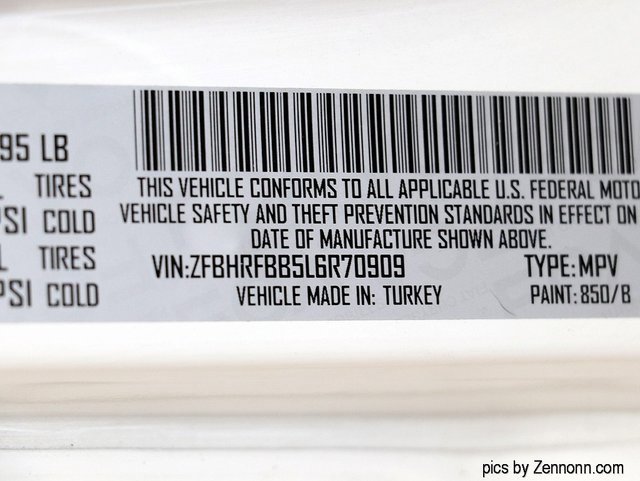 95 LB
TIRES
PSI COLD
TIRES
PSI COLD
THIS VEHICLE CONFORMS TO ALL APPLICABLE U.S. FEDERAL MOTO
VEHICLE SAFETY AND THEFT PREVENTION STANDARDS IN EFFECT ON
DATE OF MANUFACTURE SHOWN ABOVE.
VIN:ZFBHRFBB5L6R70909 TYPE:MPV
VEHICLE MADE IN: TURKEY PAINT: 850/B
pics by Zennonn.com